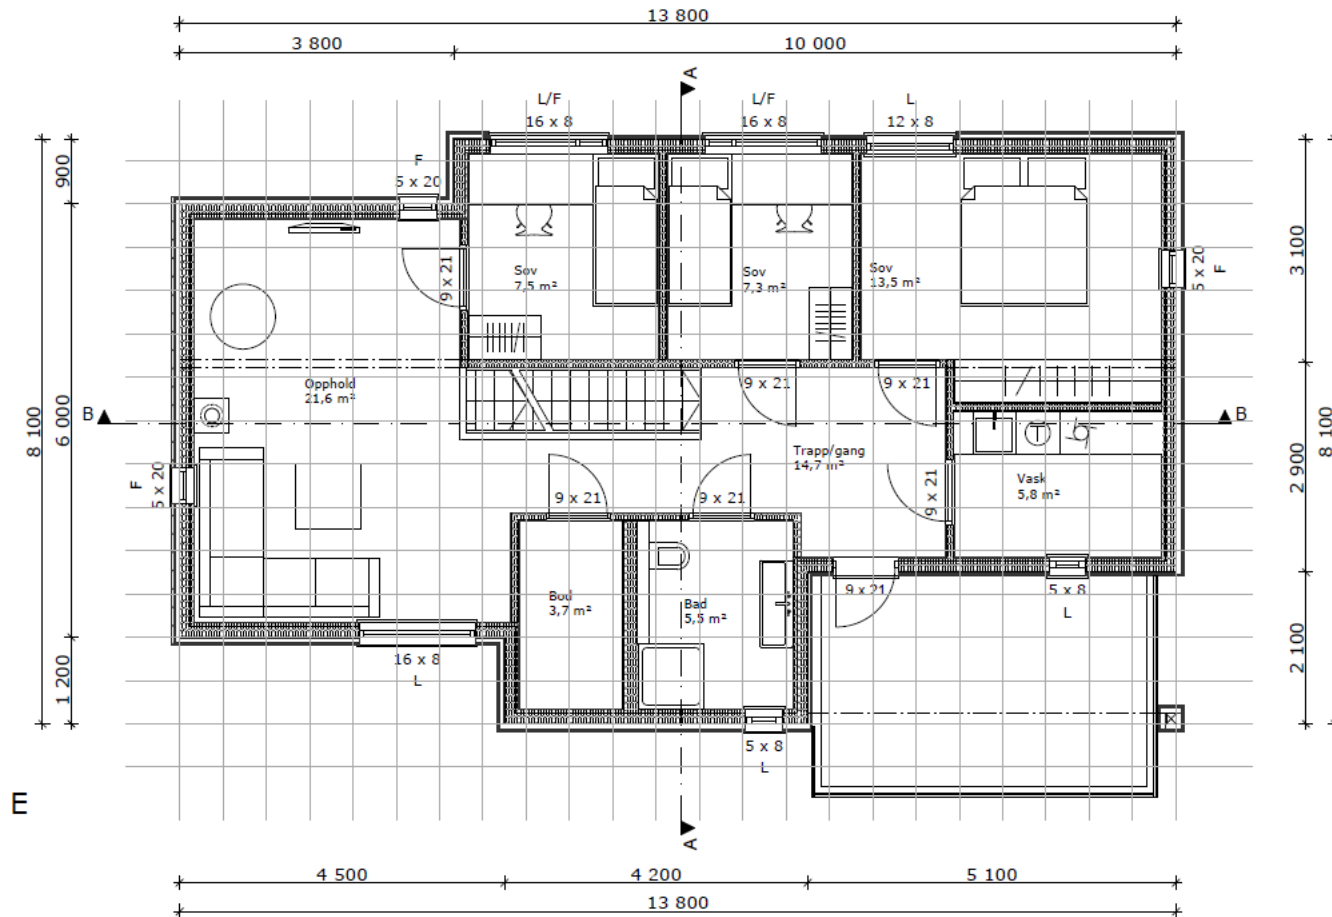 13 800
3 800
10 000
A
L/F
L/F
L
16 x 8
16 x 8
12 x 8
F
5 x 20
900
3 100
9 x 21
Sov
7,5 m²
Sov
7,3 m²
Sov
13,5 m²
5 x 20
F
Opphold
21,6 m²
9 x 21
9 x 21
B
B
8 100
6 000
8 100
Trapp/gang
14,7 m²
2 900
F
5 x 20
9 x 21
9 x 21
9 x 21
Vask
5,8 m²
Bod
3,7 m²
Bad
5,5 m²
9 x 21
5 x 8
L
16 x 8
L
1 200
2 100
5 x 8
L
E
A
4 500
4 200
5 100
13 800